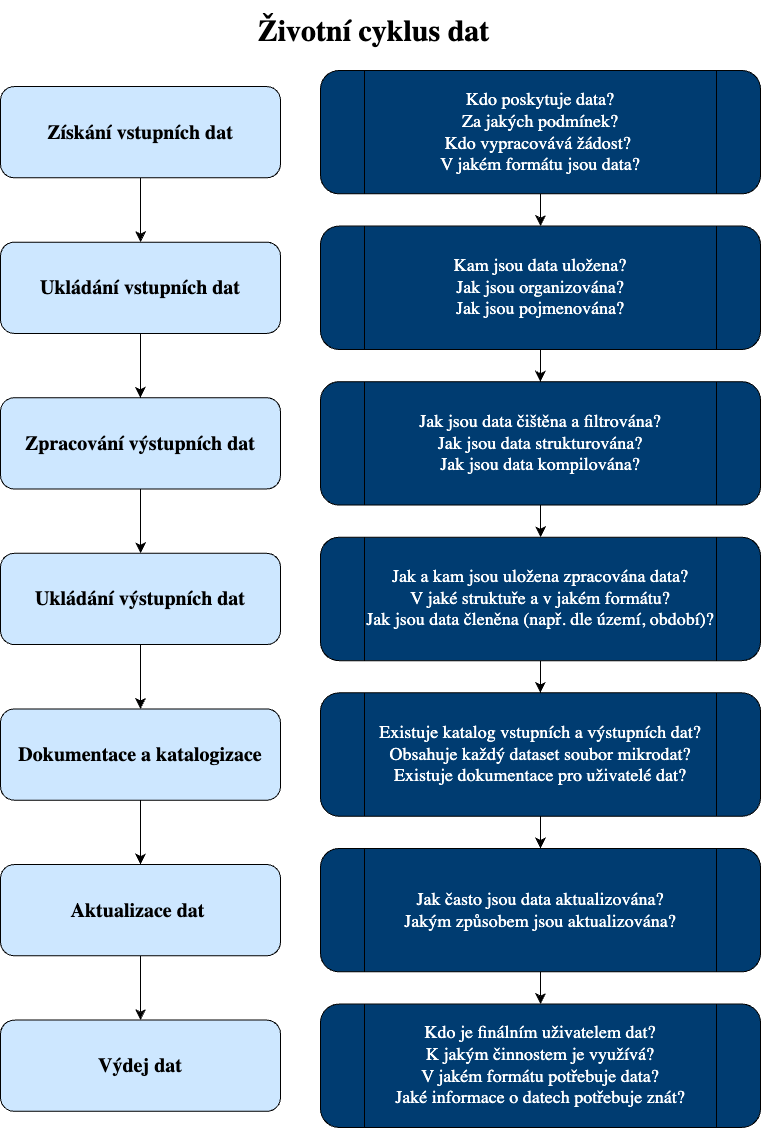 Životní cyklus dat
Získání vstupních dat
Kdo poskytuje data?
Za jakých podmínek?
Kdo vypracovává žádost?
V jakém formátu jsou data?
Ukládání vstupních dat
Kam jsou data uložena?
Jak jsou organizována?
Jak jsou pojmenována?
Zpracování výstupních dat
Jak jsou data čištěna a filtrována?
Jak jsou data strukturována?
Jak jsou data kompilována?
Ukládání výstupních dat
Jak a kam jsou uložena zpracována data?
V jaké struktuře a v jakém formátu?
Jak jsou data členěna (např. dle území, období)?
Dokumentace a katalogizace
Existuje katalog vstupních a výstupních dat?
Obsahuje každý dataset soubor mikrodat?
Existuje dokumentace pro uživatelé dat?
Aktualizace dat
Jak často jsou data aktualizována?
Jakým způsobem jsou aktualizována?
Výdej dat
Kdo je finálním uživatelem dat?
K jakým činnostem je využívá?
V jakém formátu potřebuje data?
Jaké informace o datech potřebuje znát?